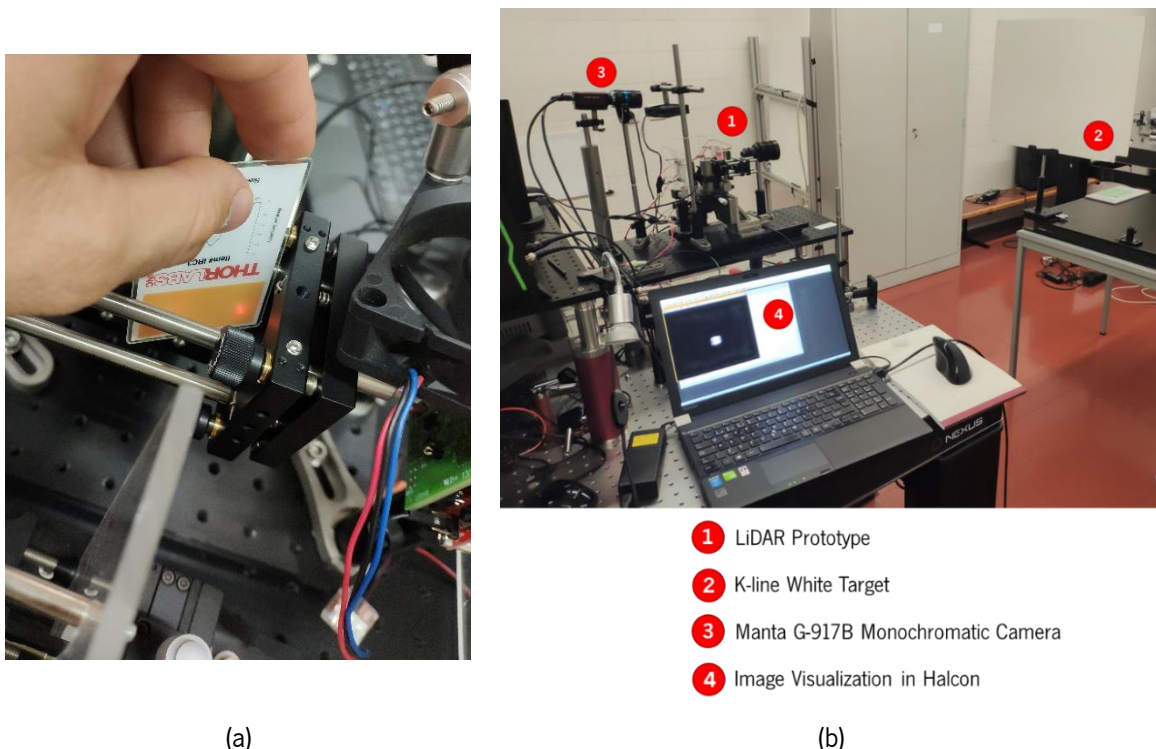 THORLABS
3
1
2
4
NEXUS
1 LiDAR Prototype
2 K-line White Target
3 Manta G-917B Monochromatic Camera
4 Image Visualization in Halcon
(a)
(b)